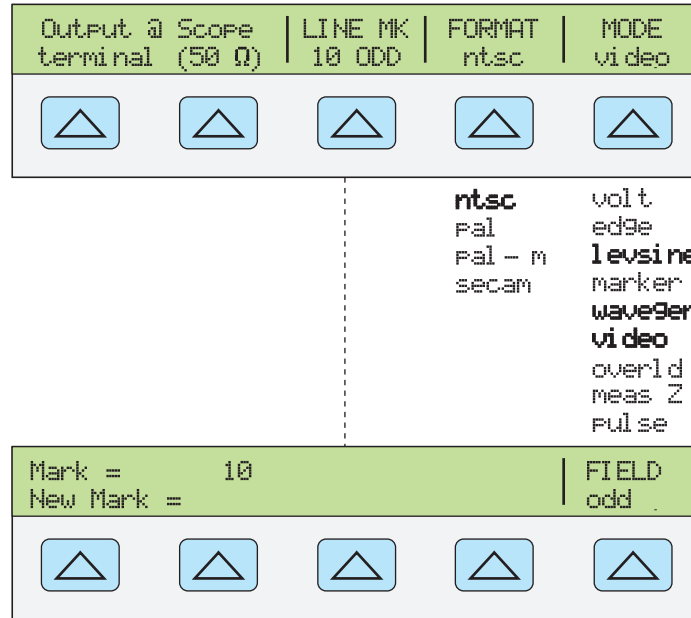 Output @ Scope
terminal (50 Ω)
LINE MK
10 ODD
FORMAT
ntsc
MODE
video
ntsc
pal
pal – m
secam
volt
edge
levsine
marker
wavegen
video
overld
meas Z
pulse
Mark = 10
New Mark =
FIELD
odd